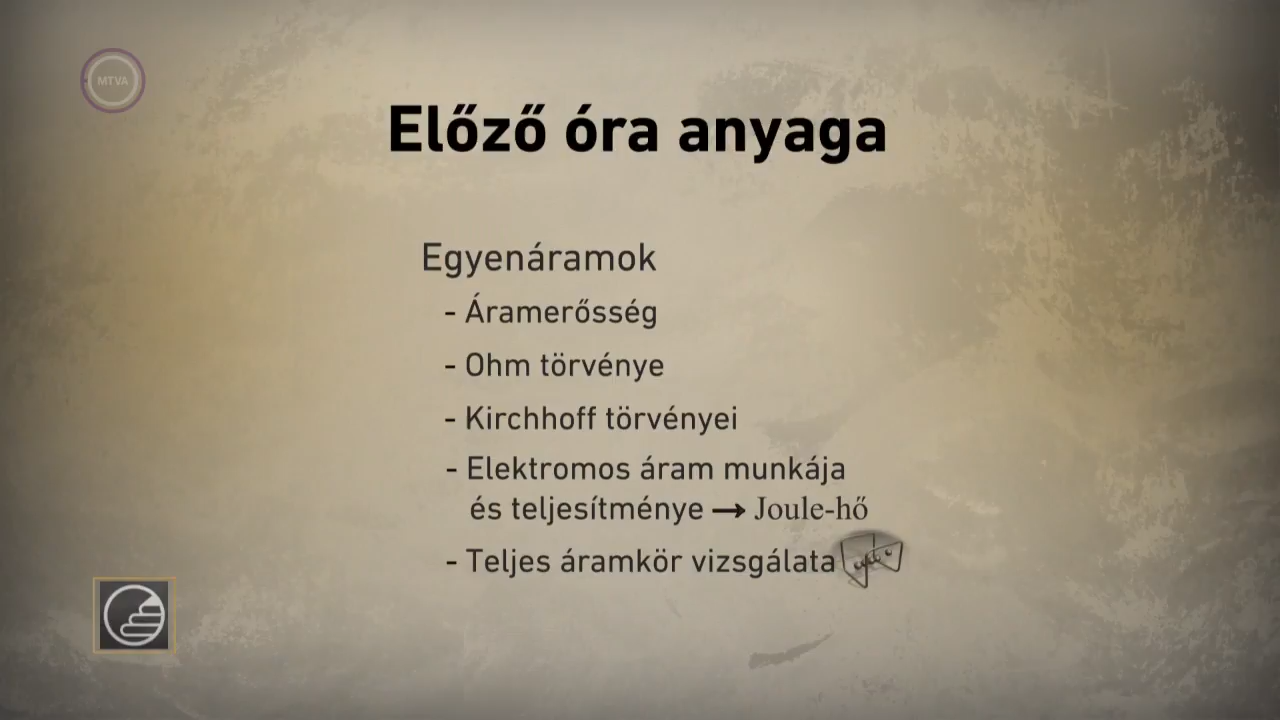 MTVA
Előző óra anyaga
Egyenáramok
- Áramerősség
- Ohm törvénye
- Kirchhoff törvényei
- Elektromos áram munkája
és teljesítménye → Joule-hő
- Teljes áramkör vizsgálata